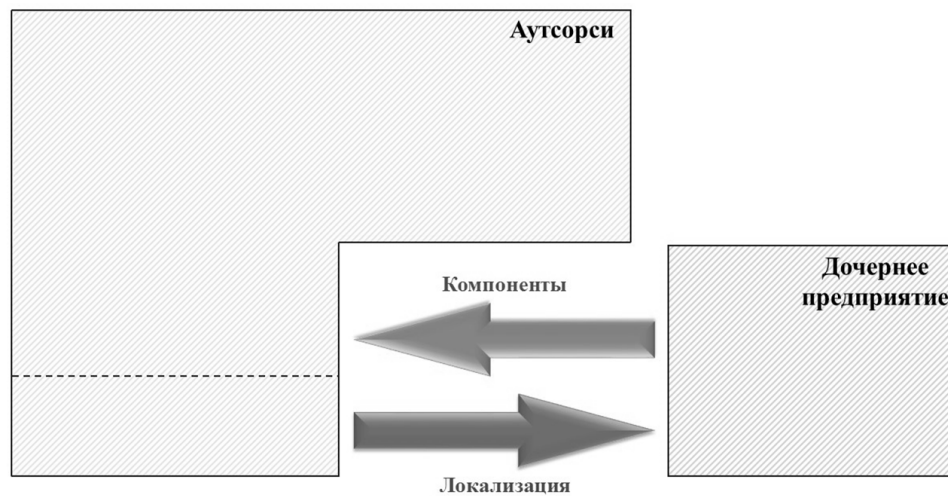 Аутсорси
Дочернее
предприятие
Компоненты
Локализация